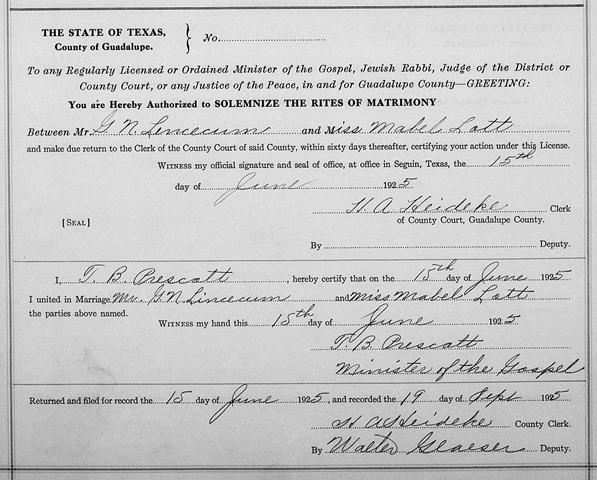 THE STATE OF TEXAS,
County of Guadalupe.
No.
To any Regularly Licensed or Ordained Minister of the Gospel, Jewish Rabbi, Judge of the District or
County Court, or any Justice of the Peace, in and for Guadalupe County—GREETING:
You are Hereby Authorized to SOLEMNIZE THE RITES OF MATRIMONY
Between Mr. G. N. Lincecum and Miss Mabel Lott
and make due return to the Clerk of the County Court of said County, within sixty days thereafter, certifying your action under this License.
WITNESS my official signature and seal of office, at office in Seguin, Texas, the 15th
day of June 1925
H. A. Heideke Clerk
[SEAL] of County Court, Guadalupe County.
By Deputy.
I, T. B. Prescott, hereby certify that on the 15th day of June 1925
I united in Marriage Mr. G N Lincecum and Miss Mabel Lott
the parties above named.
WITNESS my hand this 15th day of June 1925
T. B. Prescott
Minister of the Gospel
Returned and filed for record the 15 day of June 1925, and recorded the 19 day of Sept 1925
H A Heideke County Clerk.
By Walter Glaeser Deputy.